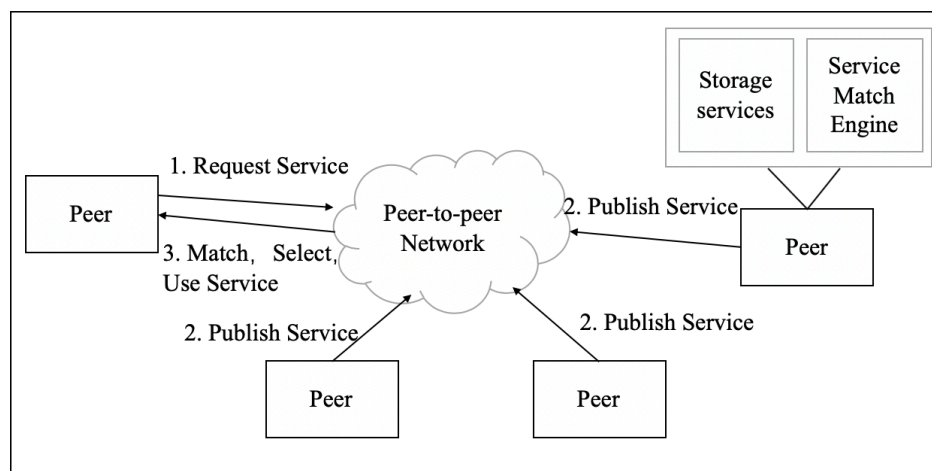 Storage
services
Service
Match
Engine
1. Request Service
Peer
Peer-to-peer
Network
2. Publish Service
Peer
3. Match， Select，
Use Service
2. Publish Service
2. Publish Service
Peer
Peer